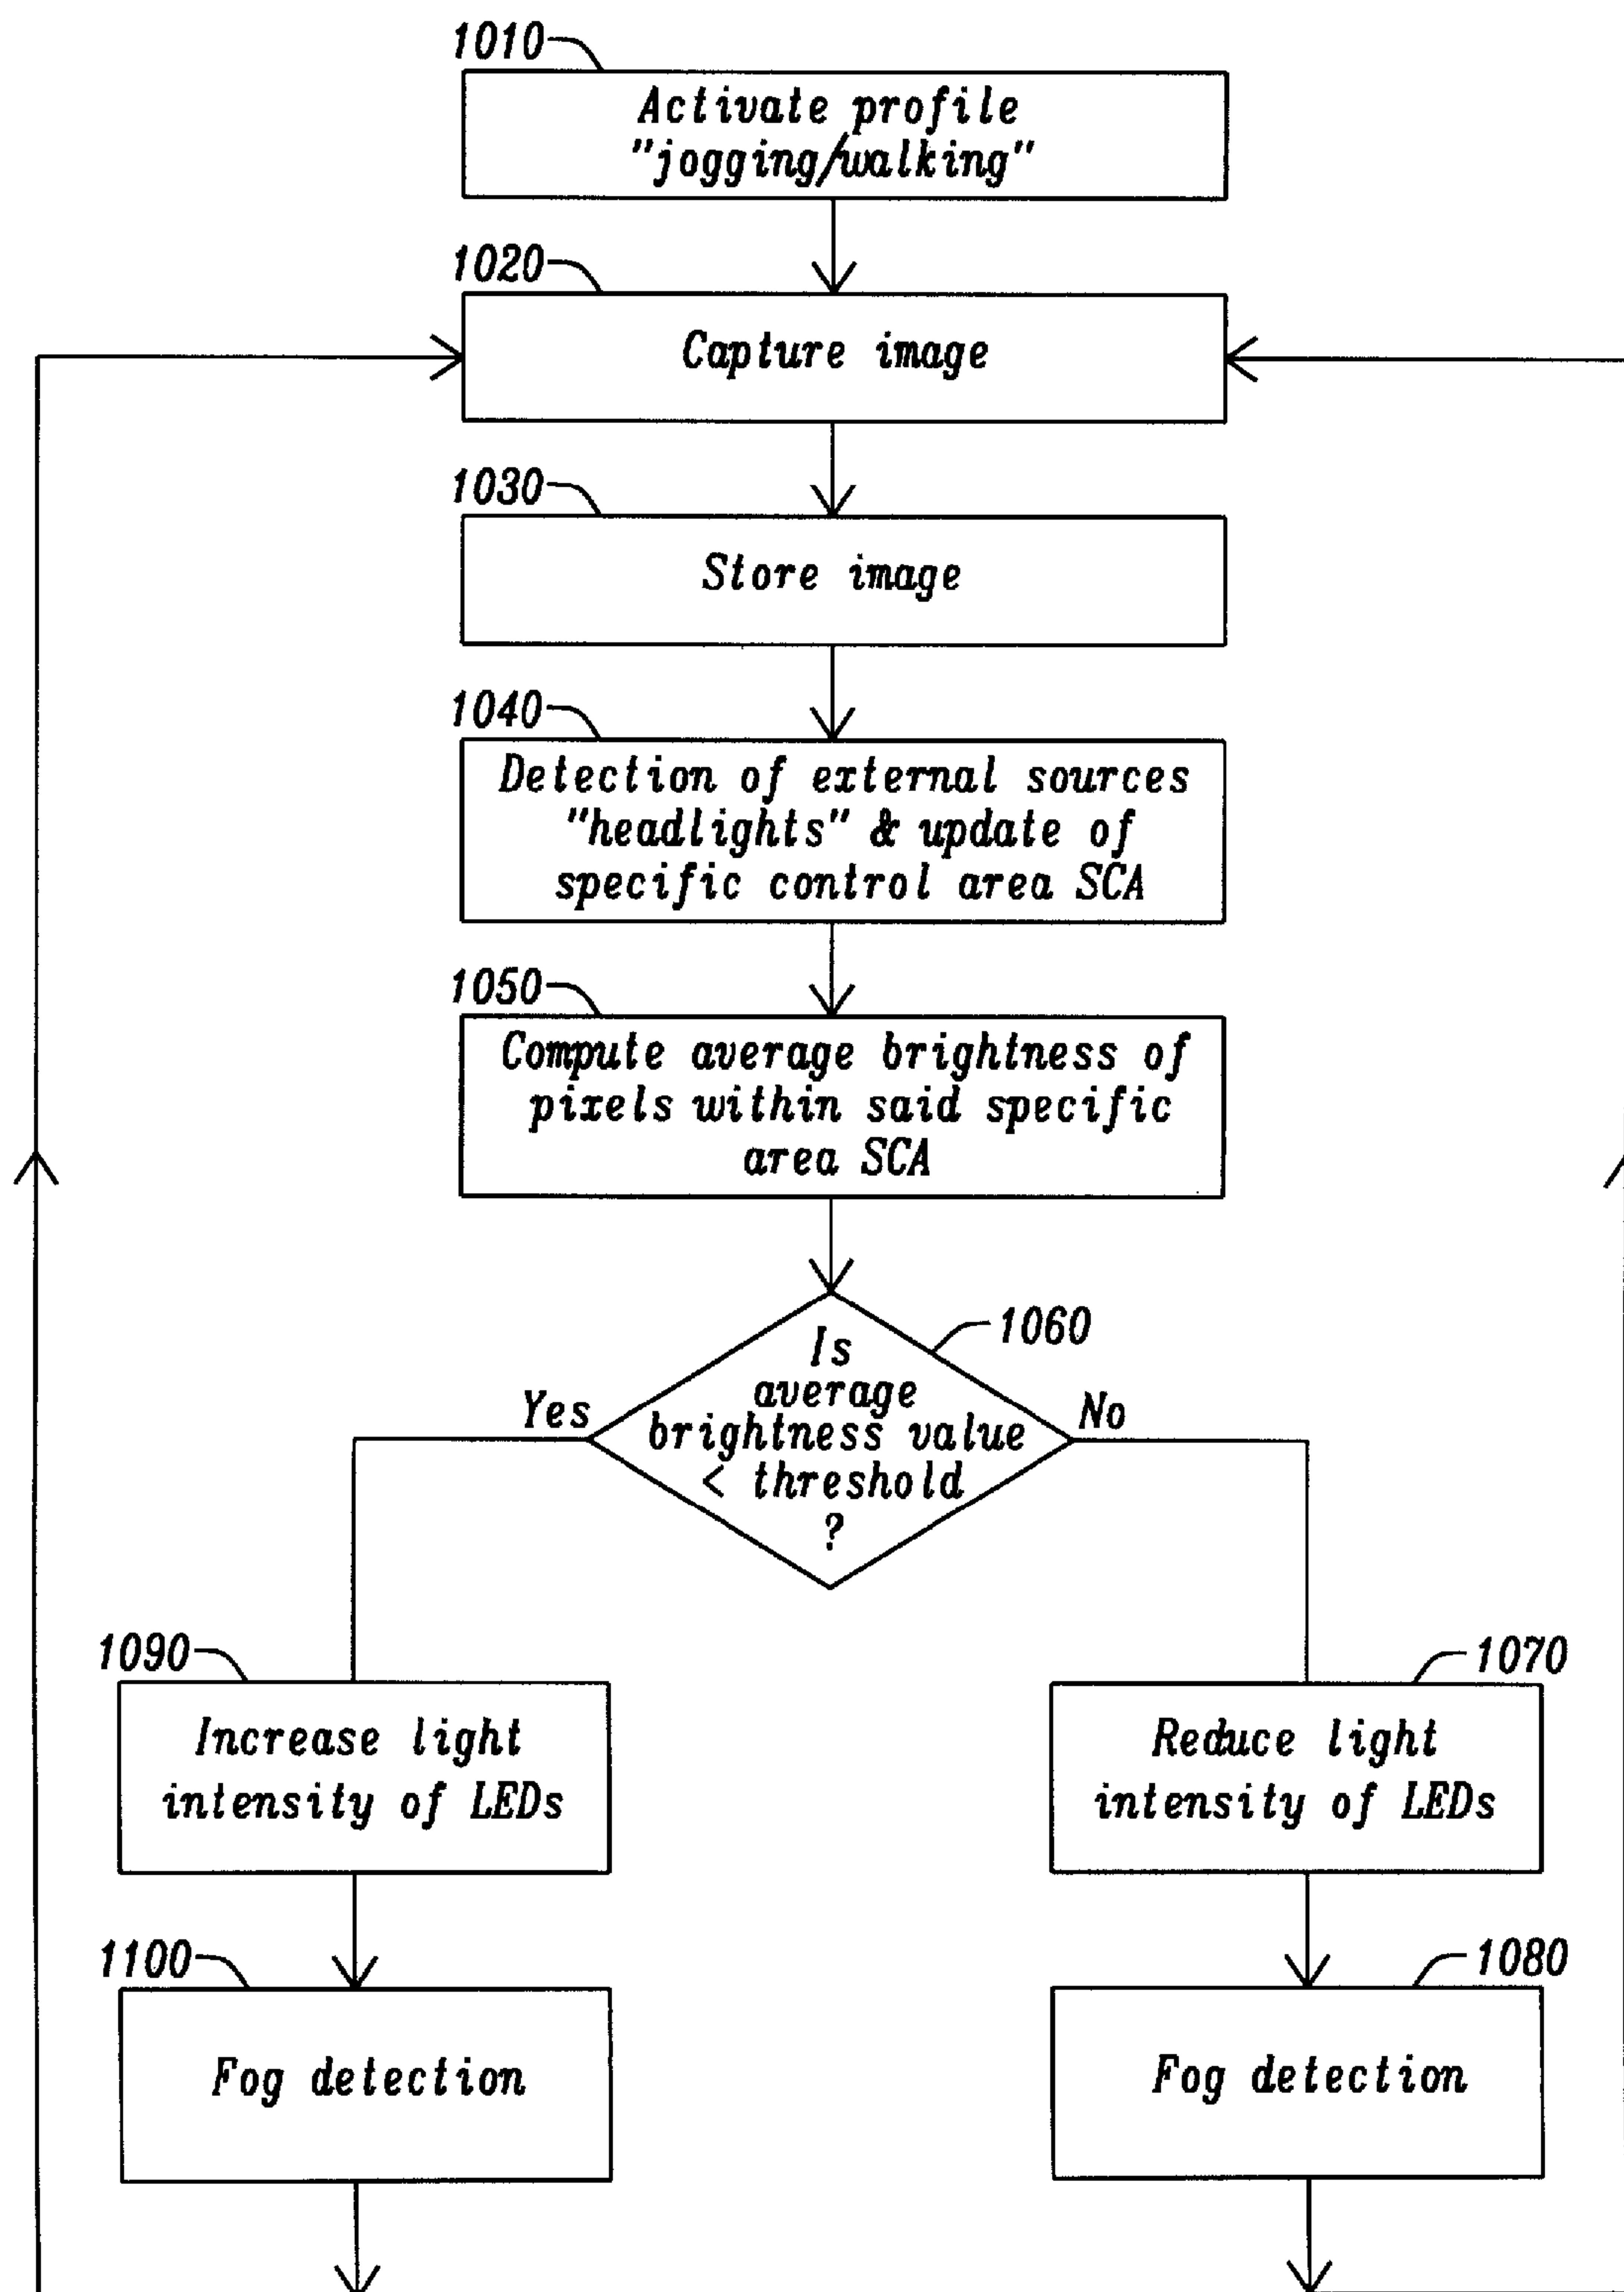 1010
Activate profile
"jogging/walking"
1020
Capture image
1030
Store image
1040
Detection of external sources
"headlights" & update of
specific control area SCA
1050
Compute average brightness of
pixels within said specific
area SCA
1060
Is
average
brightness value
< threshold
?
Yes
No
1090
Increase light
intensity of LEDs
1070
Reduce light
intensity of LEDs
1100
Fog detection
1080
Fog detection